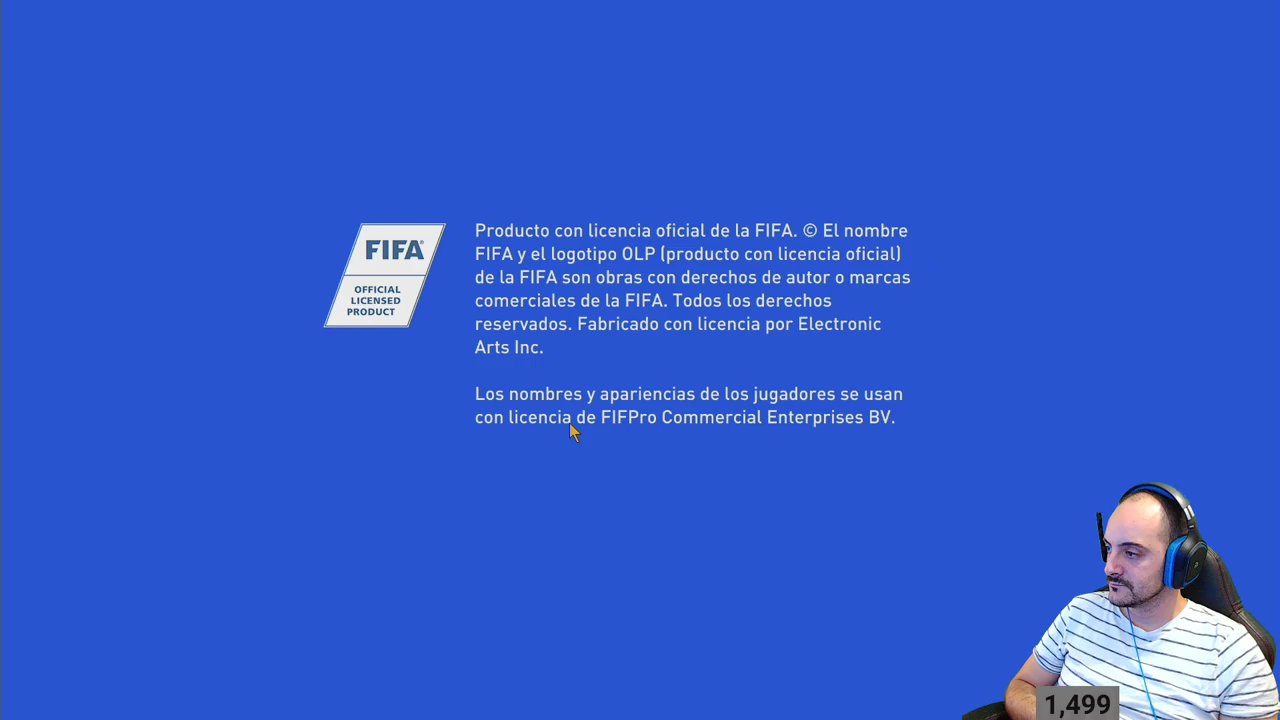 FIFA
OFFICIAL
LICENSED
PRODUCT
Producto con licencia oficial de la FIFA. © El nombre
FIFA y el logotipo OLP (producto con licencia oficial)
de la FIFA son obras con derechos de autor o marcas
comerciales de la FIFA. Todos los derechos
reservados. Fabricado con licencia por Electronic
Arts Inc.
Los nombres y apariencias de los jugadores se usan
con licencia de FIFPro Commercial Enterprises BV.
1,499